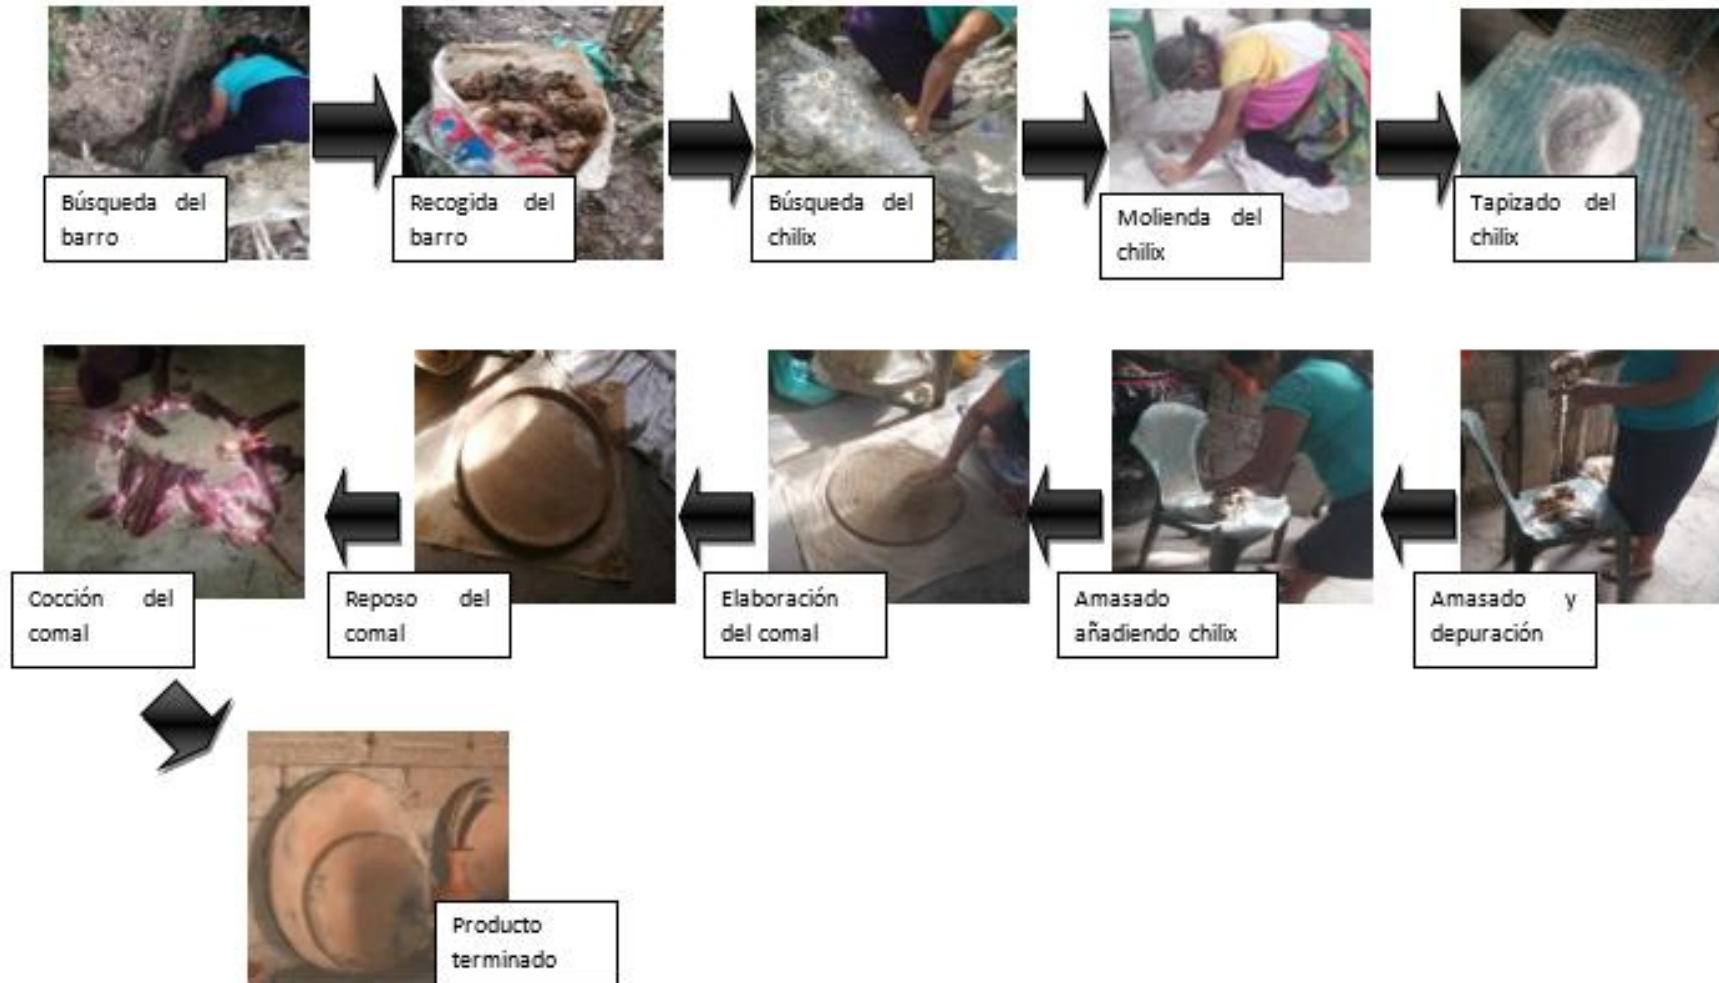 Búsqueda del
barro
Recogida del
barro
Búsqueda del
chilix
Molienda del
chilix
Tapizado del
chilix
Cocción del
comal
Reposo del
comal
Elaboración
del comal
Amasado
añadiendo chilix
Amasado y
depuración
Producto
terminado